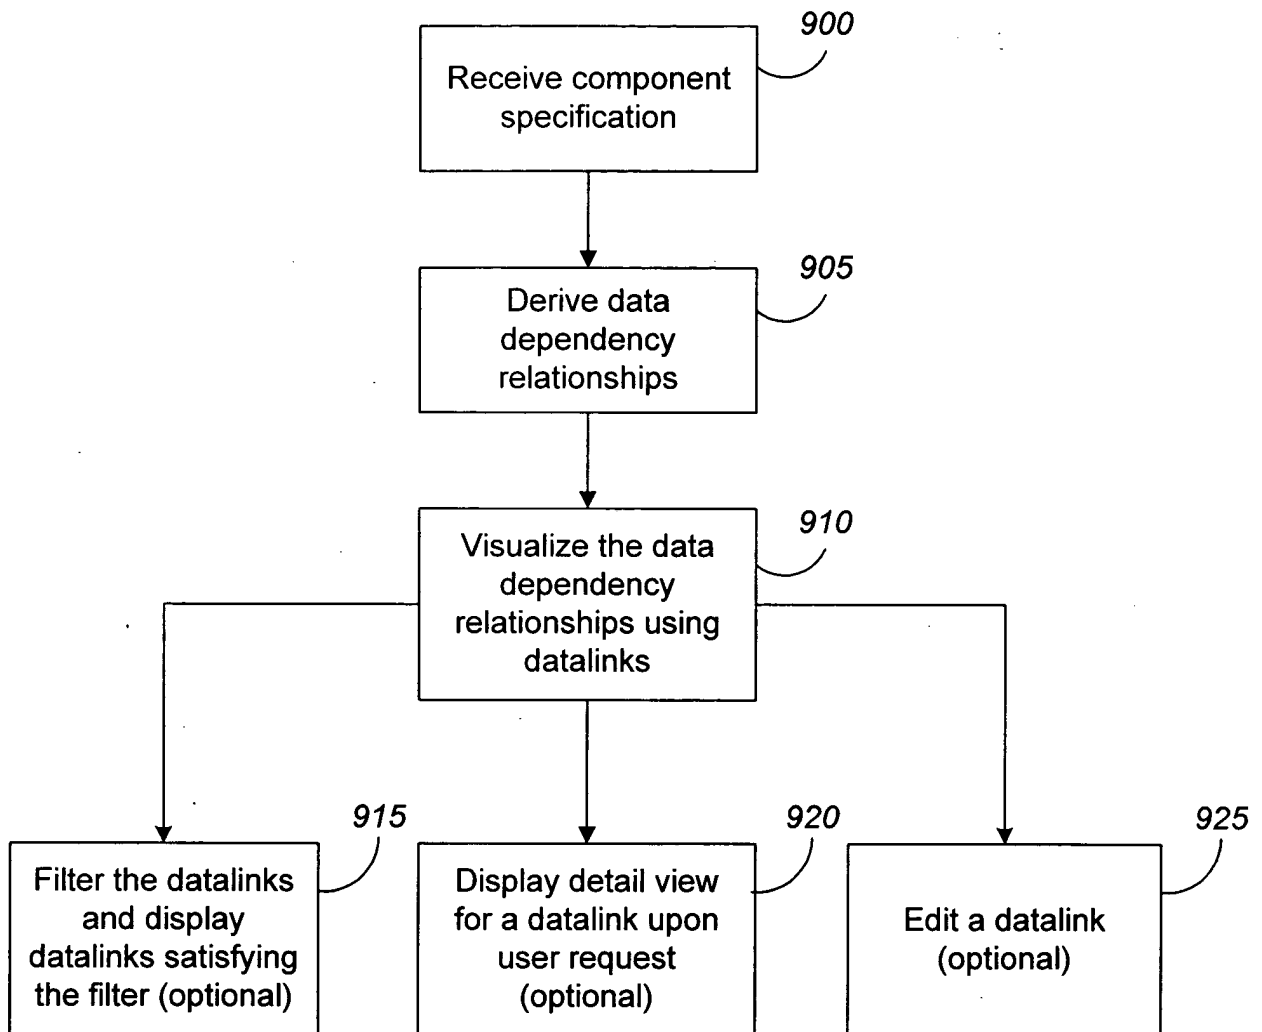 900
Receive component
specification
905
Derive data
dependency
relationships
910
Visualize the data
dependency
relationships using
datalinks
915
Filter the datalinks
and display
datalinks satisfying
the filter (optional)
920
Display detail view
for a datalink upon
user request
(optional)
925
Edit a datalink
(optional)